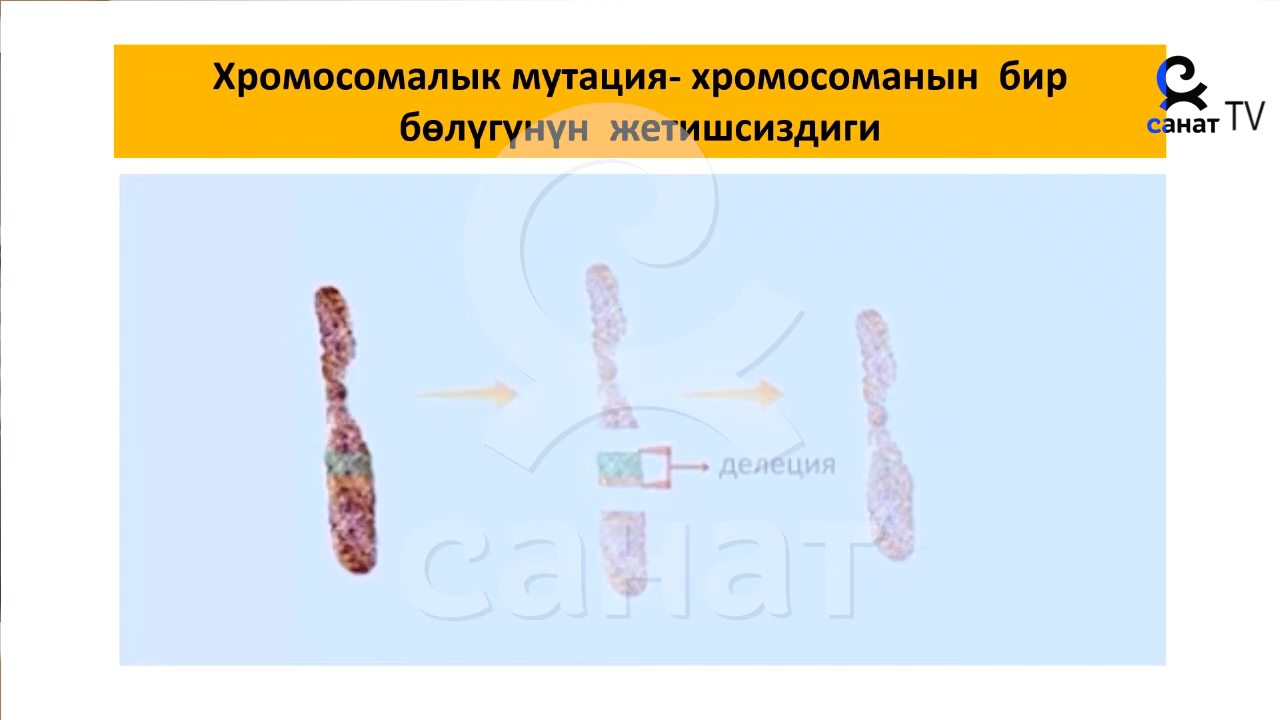 Хромосомалык мутация- хромосоманын бир
бөлүгүнүн жетишсиздиги
санат TV
делеция
санат